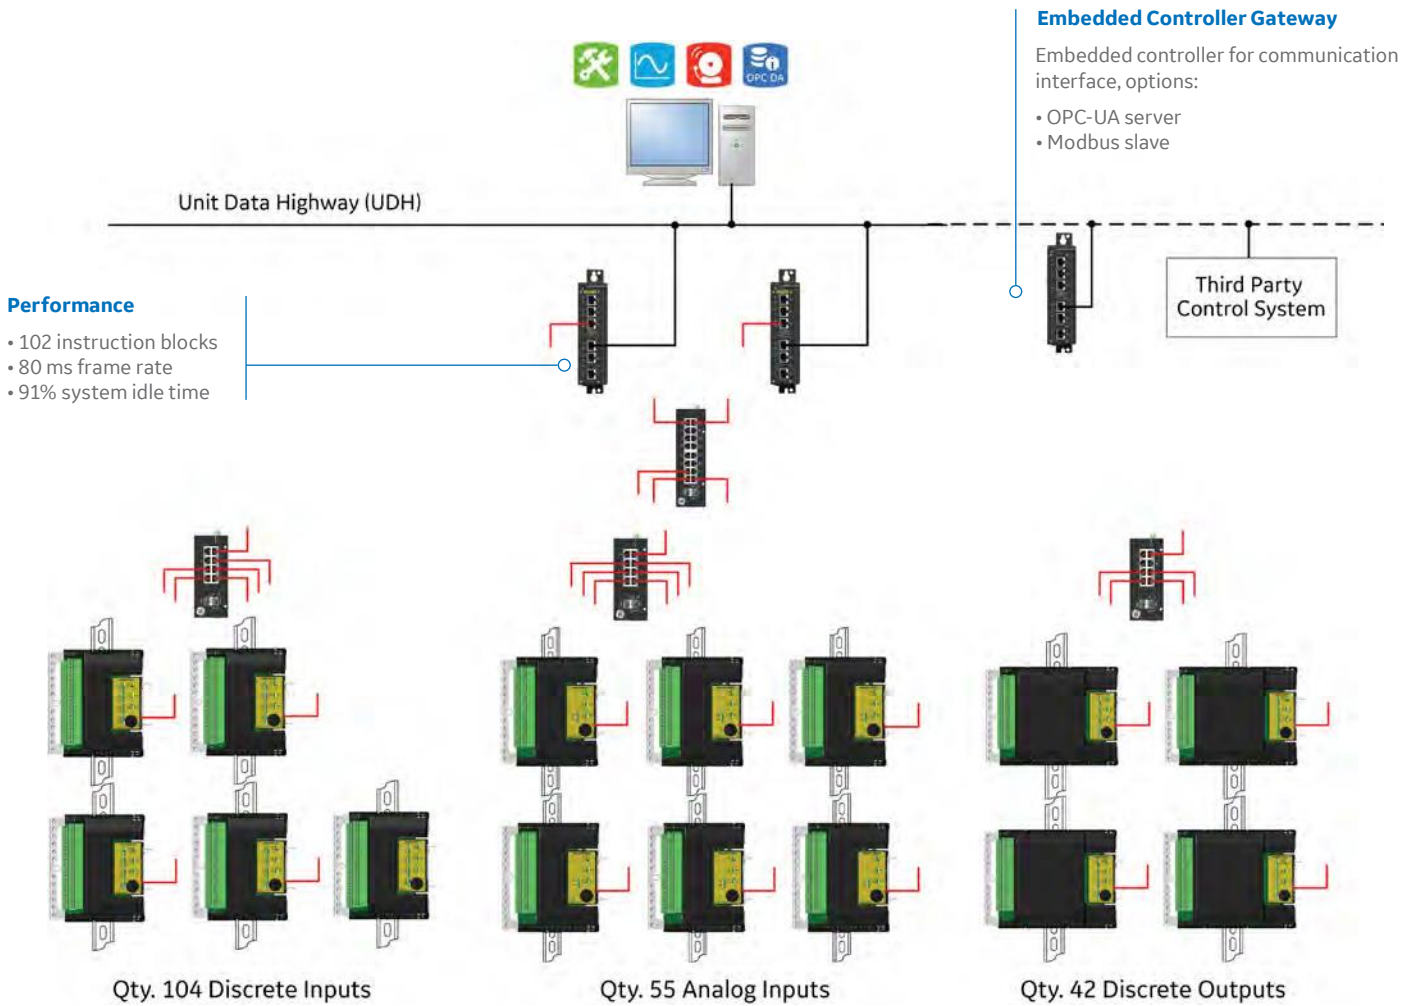 Embedded Controller Gateway
Embedded controller for communication
interface, options:
• OPC-UA server
• Modbus slave
OPC DA
Unit Data Highway (UDH)
Third Party
Control System
Performance
• 102 instruction blocks
• 80 ms frame rate
• 91% system idle time
Qty. 104 Discrete Inputs
Qty. 55 Analog Inputs
Qty. 42 Discrete Outputs